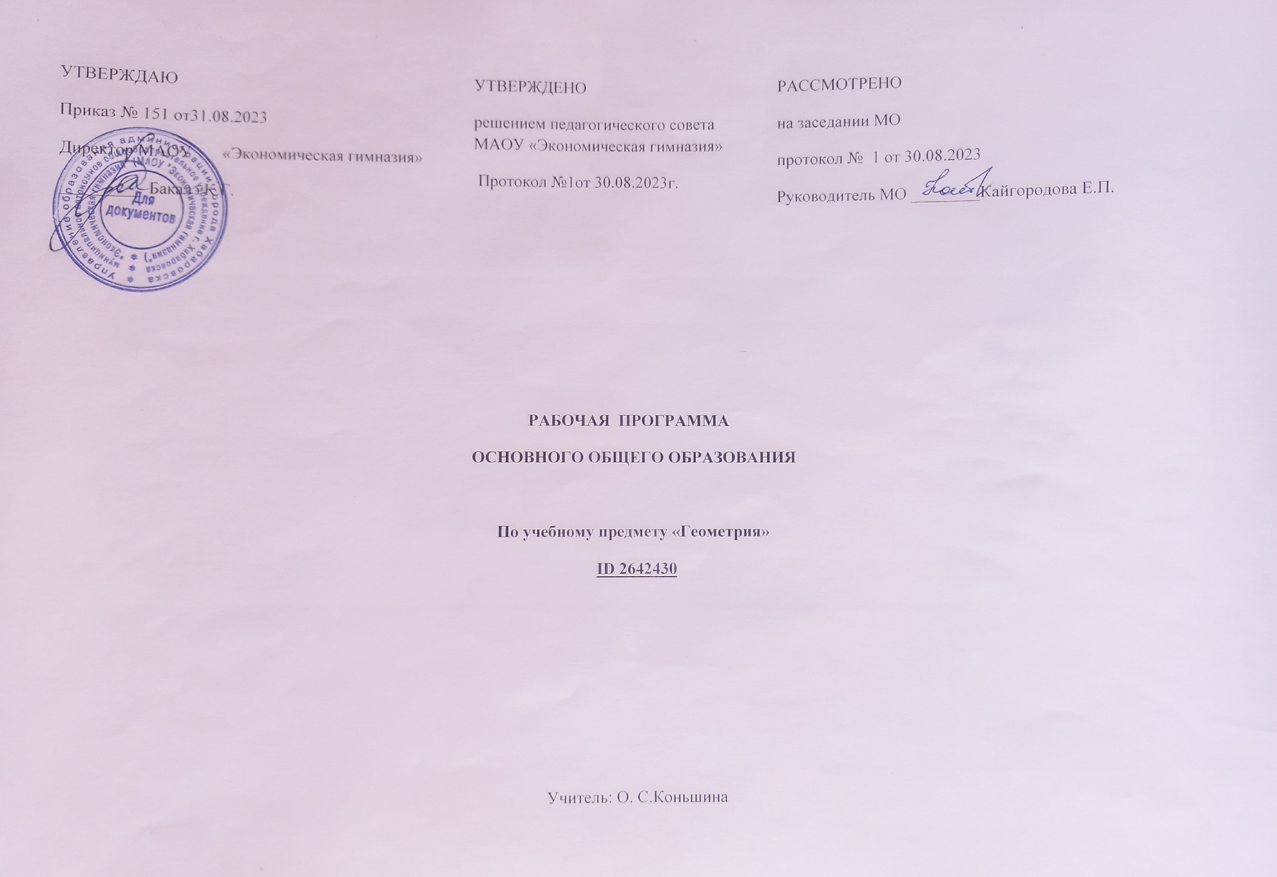 УТВЕРЖДАЮ
Приказ № 151 от31.08.2023
Директор МАОУ «Экономическая гимназия»
УТВЕРЖДЕНО
решением педагогического совета
МАОУ «Экономическая гимназия»
Протокол №1от 30.08.2023г.
РАССМОТРЕНО
на заседании МО
протокол № 1 от 30.08.2023
Руководитель МО ________Кайгородова Е.П.
Для
документов
РАБОЧАЯ ПРОГРАММА
ОСНОВНОГО ОБЩЕГО ОБРАЗОВАНИЯ
По учебному предмету «Геометрия»
ID 2642430
Учитель: О. С.Коньшина